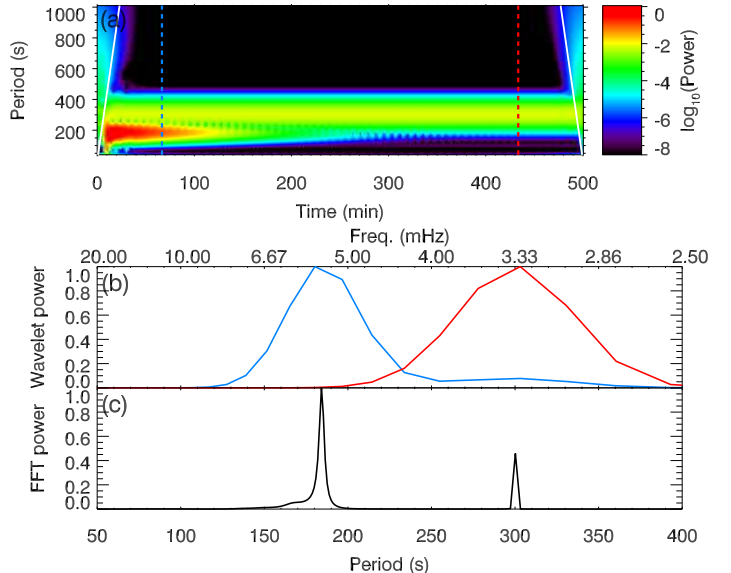 (a)
1000
800
600
400
200
Period (s)
0 100 200 300 400 500
Time (min)
0
-2
-4
-6
-8
log10(Power)
Freq. (mHz)
20.00 10.00 6.67 5.00 4.00 3.33 2.86 2.50
(b)
1.0
0.8
0.6
0.4
0.2
0.0
Wavelet power
(c)
1.0
0.8
0.6
0.4
0.2
0.0
FFT power
50 100 150 200 250 300 350 400
Period (s)